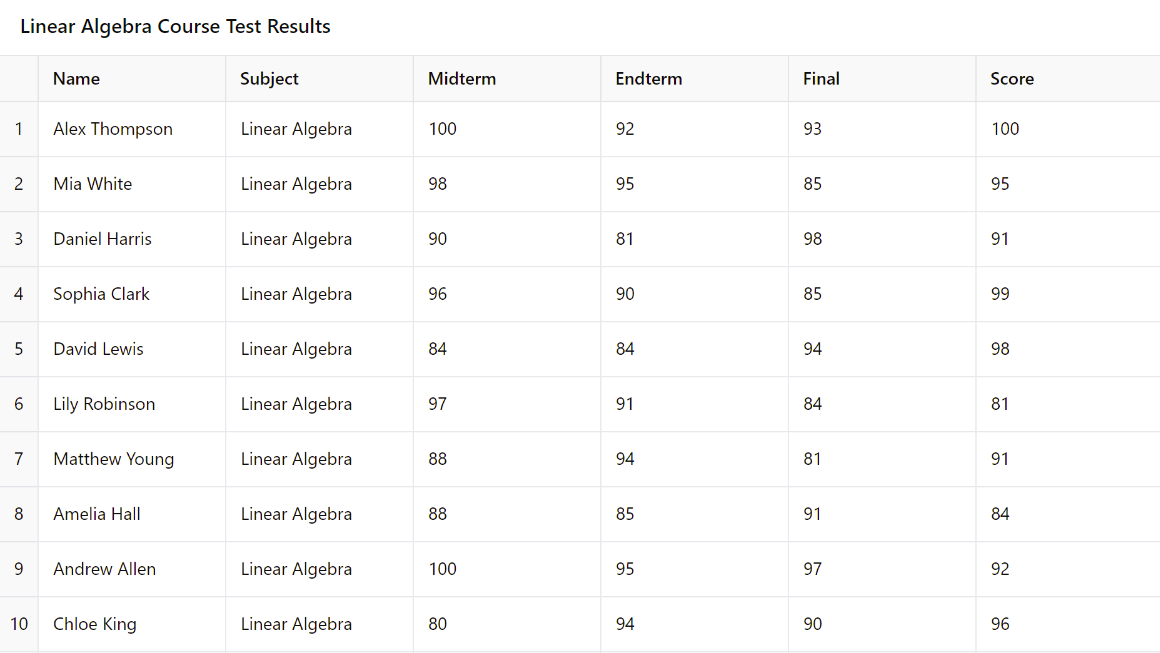 Linear Algebra Course Test Results
Name Subject Midterm Endterm Final Score
1 Alex Thompson Linear Algebra 100 92 93 100
2 Mia White Linear Algebra 98 95 85 95
3 Daniel Harris Linear Algebra 90 81 98 91
4 Sophia Clark Linear Algebra 96 90 85 99
5 David Lewis Linear Algebra 84 84 94 98
6 Lily Robinson Linear Algebra 97 91 84 81
7 Matthew Young Linear Algebra 88 94 81 91
8 Amelia Hall Linear Algebra 88 85 91 84
9 Andrew Allen Linear Algebra 100 95 97 92
10 Chloe King Linear Algebra 80 94 90 96